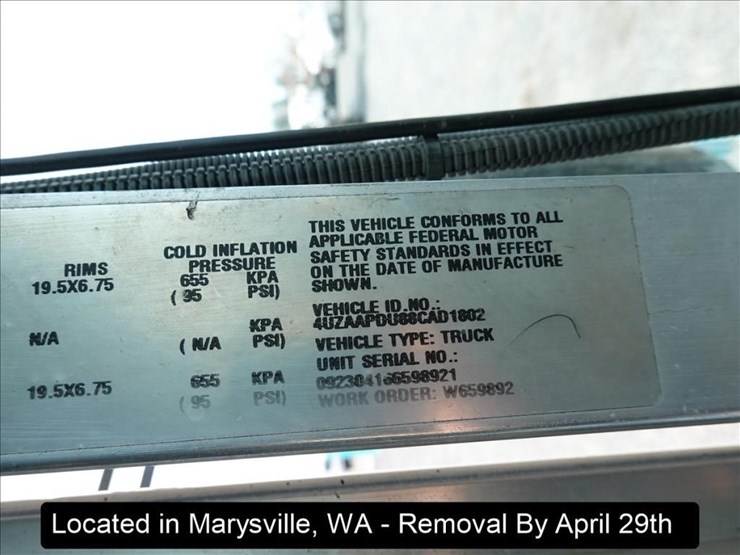 RIMS
19.5X6.75
N/A
19.5X6.75
COLD INFLATION
PRESSURE
655 KPA
( 95 PSI)
KPA
( N/A PSI)
655 KPA
( 95 PSI)
THIS VEHICLE CONFORMS TO ALL
APPLICABLE FEDERAL MOTOR
SAFETY STANDARDS IN EFFECT
ON THE DATE OF MANUFACTURE
SHOWN.
VEHICLE ID.NO.:
4UZAAPDU88CAD1802
VEHICLE TYPE: TRUCK
UNIT SERIAL NO.:
WORK ORDER: W659892
Located in Marysville, WA - Removal By April 29th